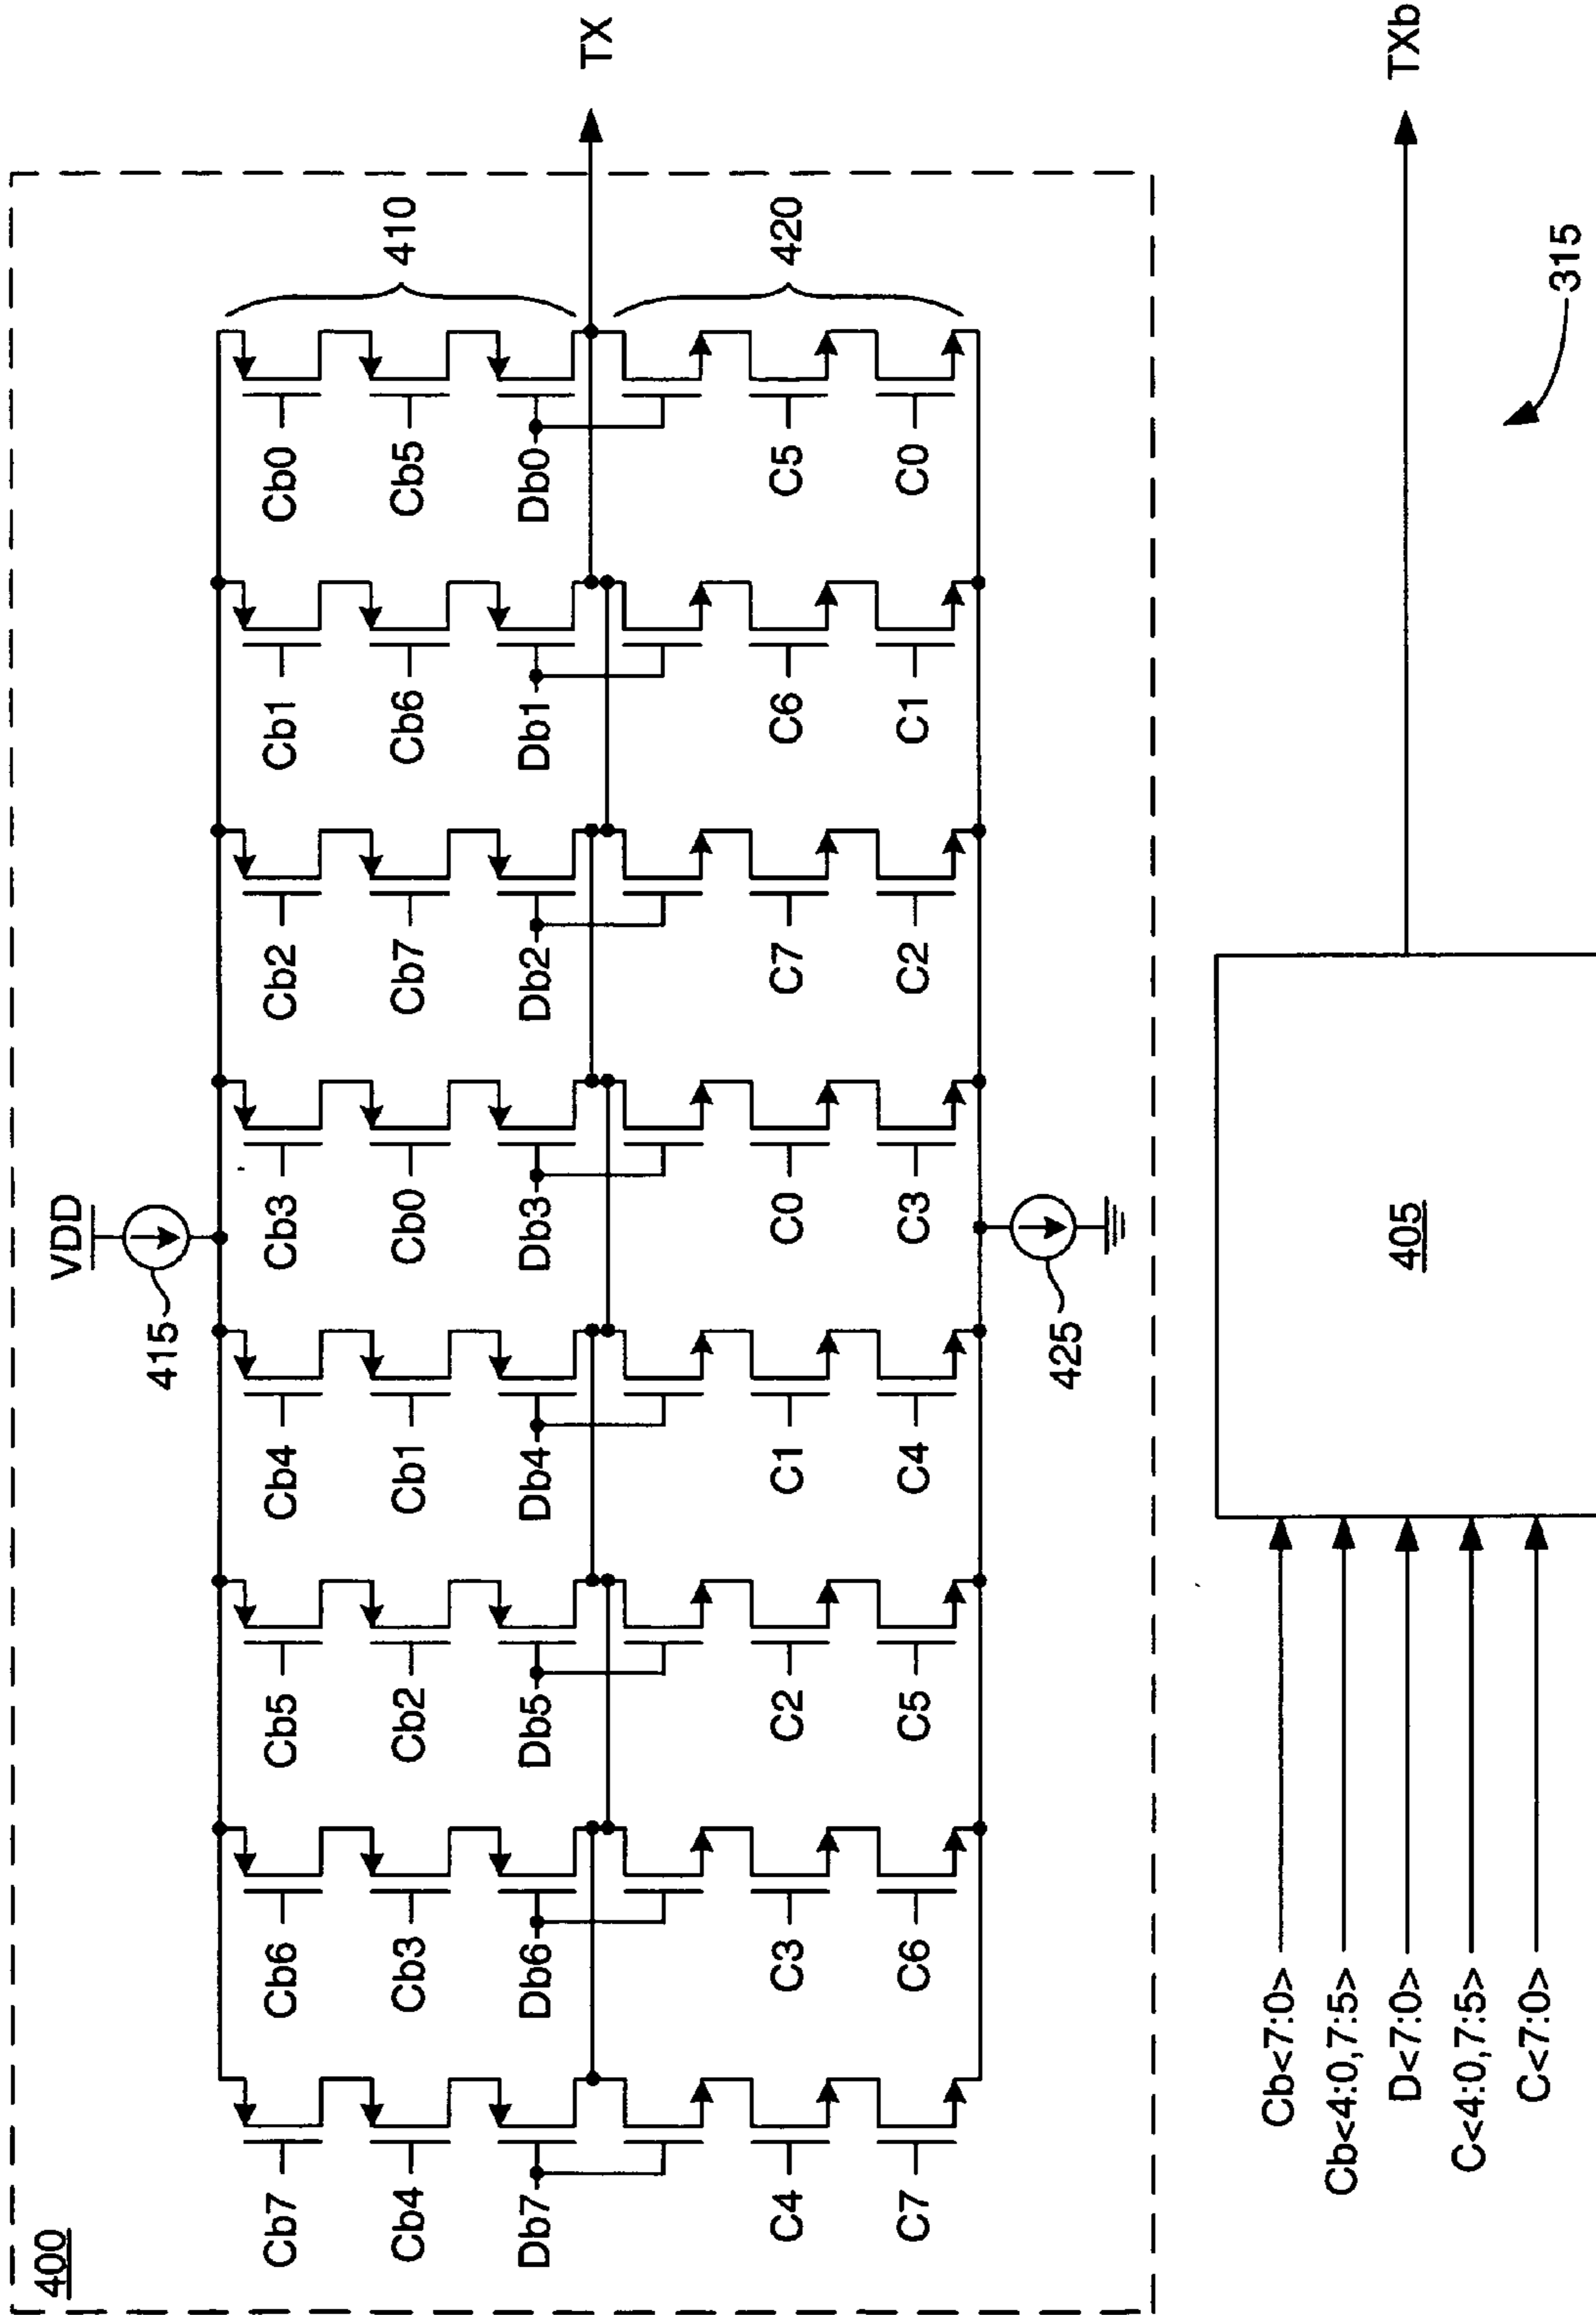 400
VDD
415
Cb7 Cb6 Cb5 Cb4 Cb3 Cb2 Cb1 Cb0
Cb4 Cb3 Cb2 Cb1 Cb0 Cb7 Cb6 Cb5
410
Db7 Db6 Db5 Db4 Db3 Db2 Db1 Db0
TX
420
C4 C3 C2 C1 C0 C7 C6 C5
C7 C6 C5 C4 C3 C2 C1 C0
425
Cb<7:0>
Cb<4:0,7:5>
D<7:0>
C<4:0,7:5>
C<7:0>
405
TXb
315